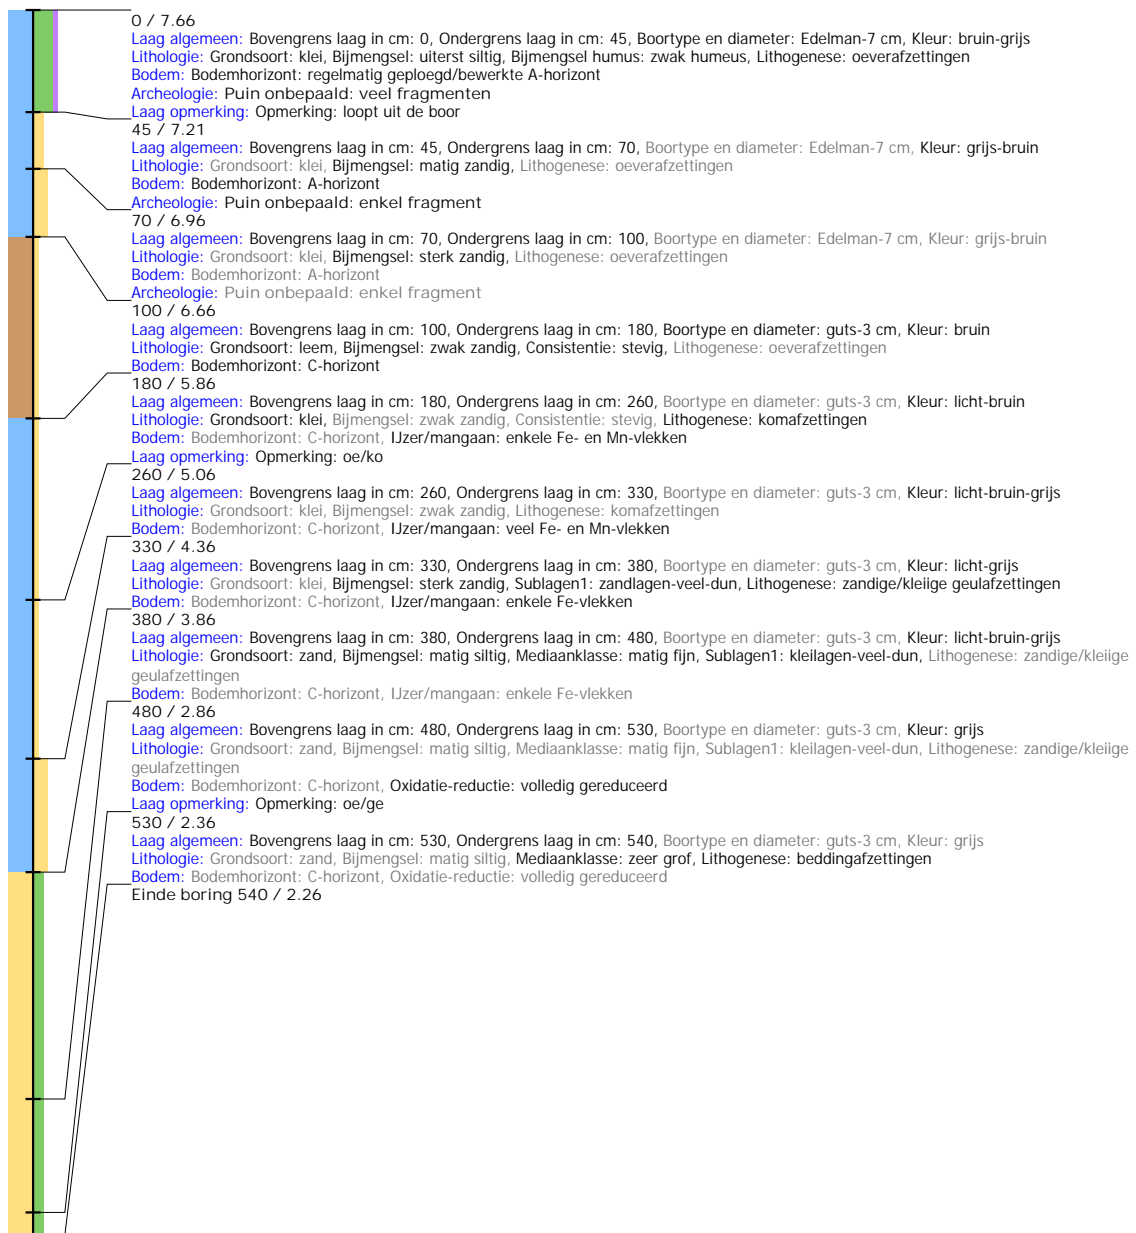 0 / 7.66
Laag algemeen: Bovengrens laag in cm: 0, Ondergrens laag in cm: 45, Boortype en diameter: Edelman-7 cm, Kleur: bruin-grijs
Lithologie: Grondsoort: klei, Bijmengsel: uiterst siltig, Bijmengsel humus: zwak humeus, Lithogenese: oeverafzettingen
Bodem: Bodemhorizont: regelmatig geploegd/bewerkte A-horizont
Archeologie: Puin onbepaald: veel fragmenten
Laag opmerking: Opmerking: loopt uit de boor
45 / 7.21
Laag algemeen: Bovengrens laag in cm: 45, Ondergrens laag in cm: 70, Boortype en diameter: Edelman-7 cm, Kleur: grijs-bruin
Lithologie: Grondsoort: klei, Bijmengsel: matig zandig, Lithogenese: oeverafzettingen
Bodem: Bodemhorizont: A-horizont
Archeologie: Puin onbepaald: enkel fragment
70 / 6.96
Laag algemeen: Bovengrens laag in cm: 70, Ondergrens laag in cm: 100, Boortype en diameter: Edelman-7 cm, Kleur: grijs-bruin
Lithologie: Grondsoort: klei, Bijmengsel: sterk zandig, Lithogenese: oeverafzettingen
Bodem: Bodemhorizont: A-horizont
Archeologie: Puin onbepaald: enkel fragment
100 / 6.66
Laag algemeen: Bovengrens laag in cm: 100, Ondergrens laag in cm: 180, Boortype en diameter: guts-3 cm, Kleur: bruin
Lithologie: Grondsoort: leem, Bijmengsel: zwak zandig, Consistentie: stevig, Lithogenese: oeverafzettingen
Bodem: Bodemhorizont: C-horizont
180 / 5.86
Laag algemeen: Bovengrens laag in cm: 180, Ondergrens laag in cm: 260, Boortype en diameter: guts-3 cm, Kleur: licht-bruin
Lithologie: Grondsoort: klei, Bijmengsel: zwak zandig, Consistentie: stevig, Lithogenese: komafzettingen
Bodem: Bodemhorizont: C-horizont, IJzer/mangaan: enkele Fe- en Mn-vlekken
Laag opmerking: Opmerking: oe/ko
260 / 5.06
Laag algemeen: Bovengrens laag in cm: 260, Ondergrens laag in cm: 330, Boortype en diameter: guts-3 cm, Kleur: licht-bruin-grijs
Lithologie: Grondsoort: klei, Bijmengsel: zwak zandig, Lithogenese: komafzettingen
Bodem: Bodemhorizont: C-horizont, IJzer/mangaan: veel Fe- en Mn-vlekken
330 / 4.36
Laag algemeen: Bovengrens laag in cm: 330, Ondergrens laag in cm: 380, Boortype en diameter: guts-3 cm, Kleur: licht-grijs
Lithologie: Grondsoort: klei, Bijmengsel: sterk zandig, Sublagen1: zandlagen-veel-dun, Lithogenese: zandige/kleiige geulafzettingen
Bodem: Bodemhorizont: C-horizont, IJzer/mangaan: enkele Fe-vlekken
380 / 3.86
Laag algemeen: Bovengrens laag in cm: 380, Ondergrens laag in cm: 480, Boortype en diameter: guts-3 cm, Kleur: licht-bruin-grijs
Lithologie: Grondsoort: zand, Bijmengsel: matig siltig, Mediaanklasse: matig fijn, Sublagen1: kleilagen-veel-dun, Lithogenese: zandige/kleiige
geulafzettingen
Bodem: Bodemhorizont: C-horizont, IJzer/mangaan: enkele Fe-vlekken
480 / 2.86
Laag algemeen: Bovengrens laag in cm: 480, Ondergrens laag in cm: 530, Boortype en diameter: guts-3 cm, Kleur: grijs
Lithologie: Grondsoort: zand, Bijmengsel: matig siltig, Mediaanklasse: matig fijn, Sublagen1: kleilagen-veel-dun, Lithogenese: zandige/kleiige
geulafzettingen
Bodem: Bodemhorizont: C-horizont, Oxidatie-reductie: volledig gereduceerd
Laag opmerking: Opmerking: oe/ge
530 / 2.36
Laag algemeen: Bovengrens laag in cm: 530, Ondergrens laag in cm: 540, Boortype en diameter: guts-3 cm, Kleur: grijs
Lithologie: Grondsoort: zand, Bijmengsel: matig siltig, Mediaanklasse: zeer grof, Lithogenese: beddingafzettingen
Bodem: Bodemhorizont: C-horizont, Oxidatie-reductie: volledig gereduceerd
Einde boring 540 / 2.26